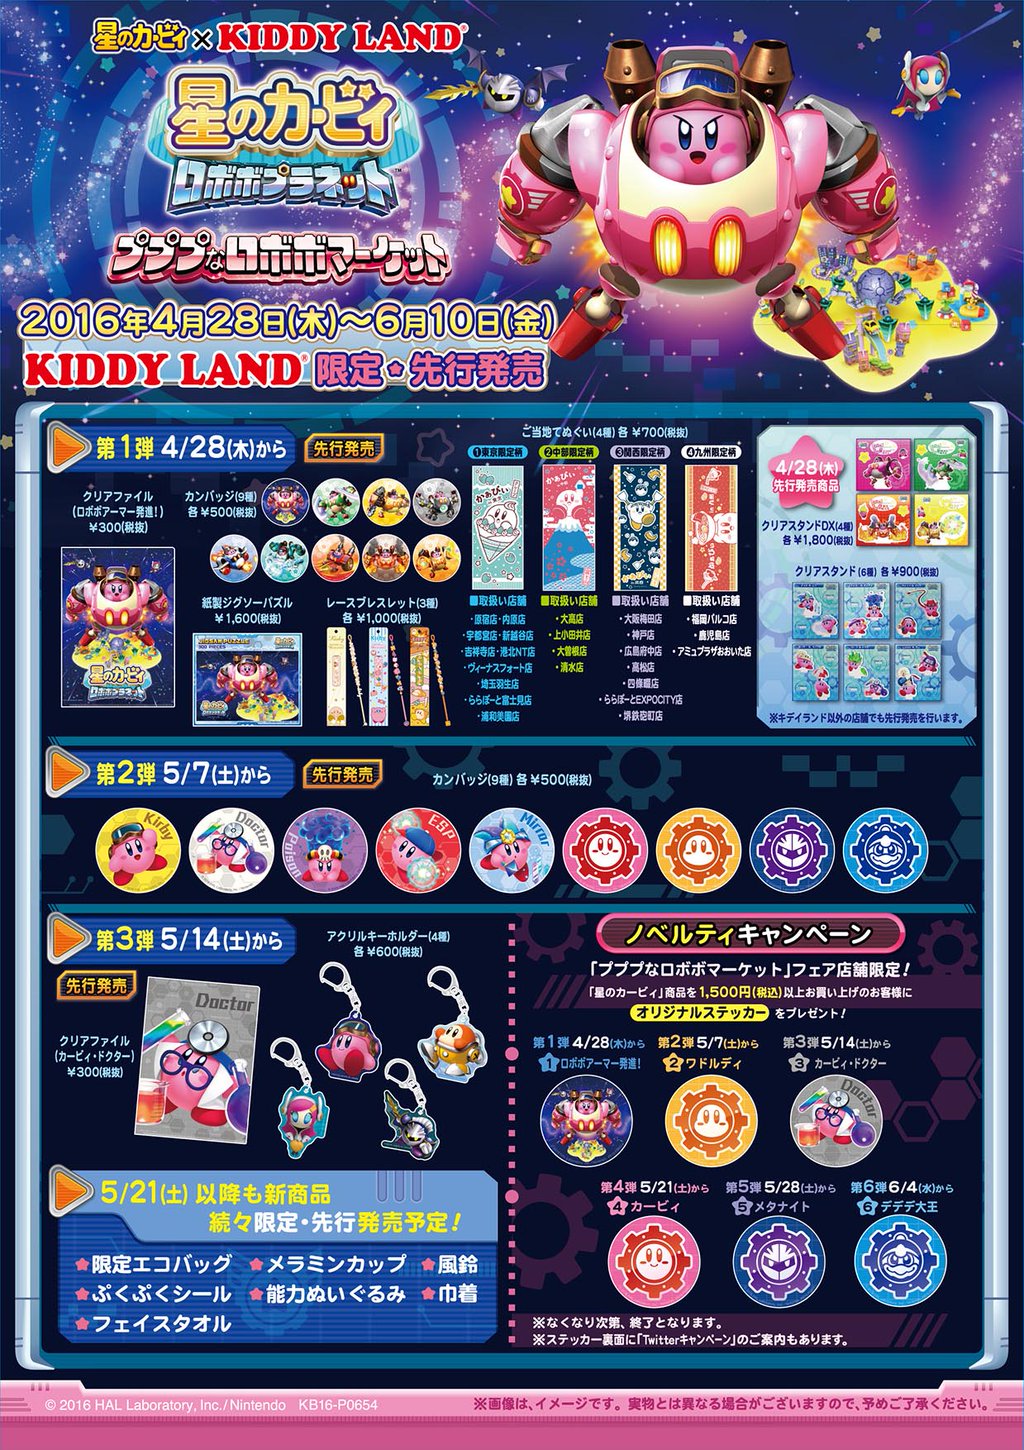 星のカービィ×KIDDY LAND®
星のカービィ
ロボボプラネット™
プププなロボボマーケット
2016年4月28日(木)～6月10日(金)
KIDDY LAND®限定・先行発売
第1弾 4/28(木)から
先行発売
クリアファイル
(ロボボアーマー発進!)
¥300(税抜)
星のカービィ
ロボボプラネット
カンバッジ(9種)
各¥500(税抜)
紙製ジグソーパズル
¥1,600(税抜)
JIGSAW PUZZLE
300 PIECES
レースブレスレット(3種)
各¥1,000(税抜)
ご当地てぬぐい(4種)各 ¥700(税抜)
①東京限定柄
かぁびぃ
■取扱い店舗
・原宿店・内原店
・宇都宮店・新越谷店
・吉祥寺店・港北NT店
・ヴィーナスフォート店
・埼玉羽生店
・ららぽーと富士見店
・浦和美園店
②中部限定柄
かぁびぃ
■取扱い店舗
・大高店
・上小田井店
・大曽根店
・清水店
③関西限定柄
かぁびぃ
■取扱い店舗
・大阪梅田店
・神戸店
・広島府中店
・高松店
・四條畷店
・ららぽーとEXPOCITY店
・堺鉄砲町店
④九州限定柄
■取扱い店舗
・福岡パルコ店
・鹿児島店
・アミュプラザおおいた店
4/28(木)
先行発売商品
クリアスタンドDX(4種)
各¥1,800(税抜)
クリアスタンド (6種) 各¥900(税抜)
※キデイランド以外の店舗でも先行発売を行います。
第2弾 5/7(土)から
先行発売
カンバッジ(9種)各¥500(税抜)
Kirby
Doctor
Poison
ESP
Mirror
第3弾 5/14(土)から
先行発売
クリアファイル
(カービィ・ドクター)
¥300(税抜)
Doctor
アクリルキーホルダー(4種)
各¥600(税抜)
5/21(土)以降も新商品
続々限定・先行発売予定!
★限定エコバッグ ★メラミンカップ ★風鈴
★ぷくぷくシール ★能力ぬいぐるみ ★巾着
★フェイスタオル
ノベルティキャンペーン
「プププなロボボマーケット」フェア店舗限定!
「星のカービィ」商品を1,500円(税込)以上お買い上げのお客様に
オリジナルステッカーをプレゼント!
第1弾 4/28(木)から
1 ロボボアーマー発進!
第2弾 5/7(土)から
2 ワドルディ
第3弾 5/14(土)から
3 カービィ・ドクター
Doctor
第4弾 5/21(土)から
4 カービィ
第5弾 5/28(土)から
5 メタナイト
第6弾 6/4(水)から
6 デデデ大王
※なくなり次第、終了となります。
※ステッカー裏面に「Twitterキャンペーン」のご案内もあります。
© 2016 HAL Laboratory, Inc./Nintendo KB16-P0654
※画像は、イメージです。実物とは異なる場合がございますので、予めご了承ください。